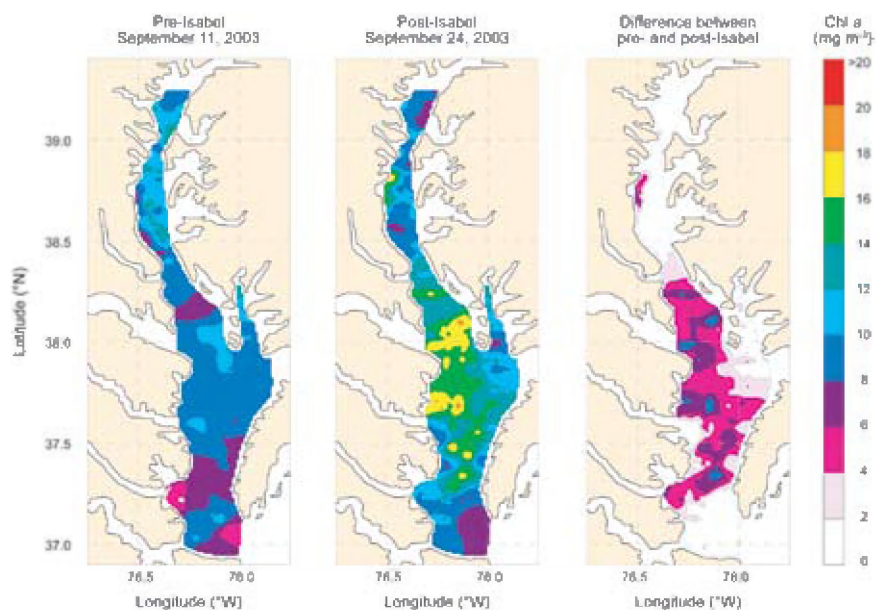 Pre-Isabel
September 11, 2003
Post-Isabel
September 24, 2003
Difference between
pre- and post-Isabel
Chl a
(mg m⁻³)
>20
20
18
16
14
12
10
8
6
4
2
0
39.0
38.5
38.0
37.5
37.0
Latitude (°N)
76.5
76.0
76.5
76.0
76.5
76.0
Longitude (°W)
Longitude (°W)
Longitude (°W)